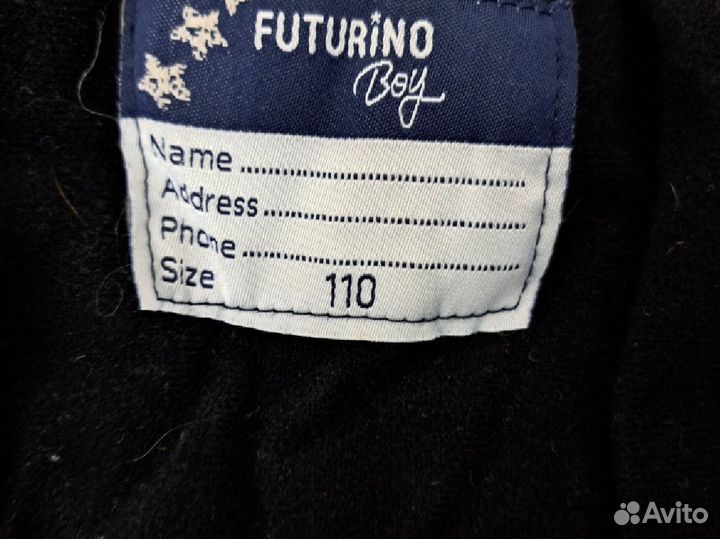 FUTURiNO
Boy
Name
Address
Phone
Size 110
Avito